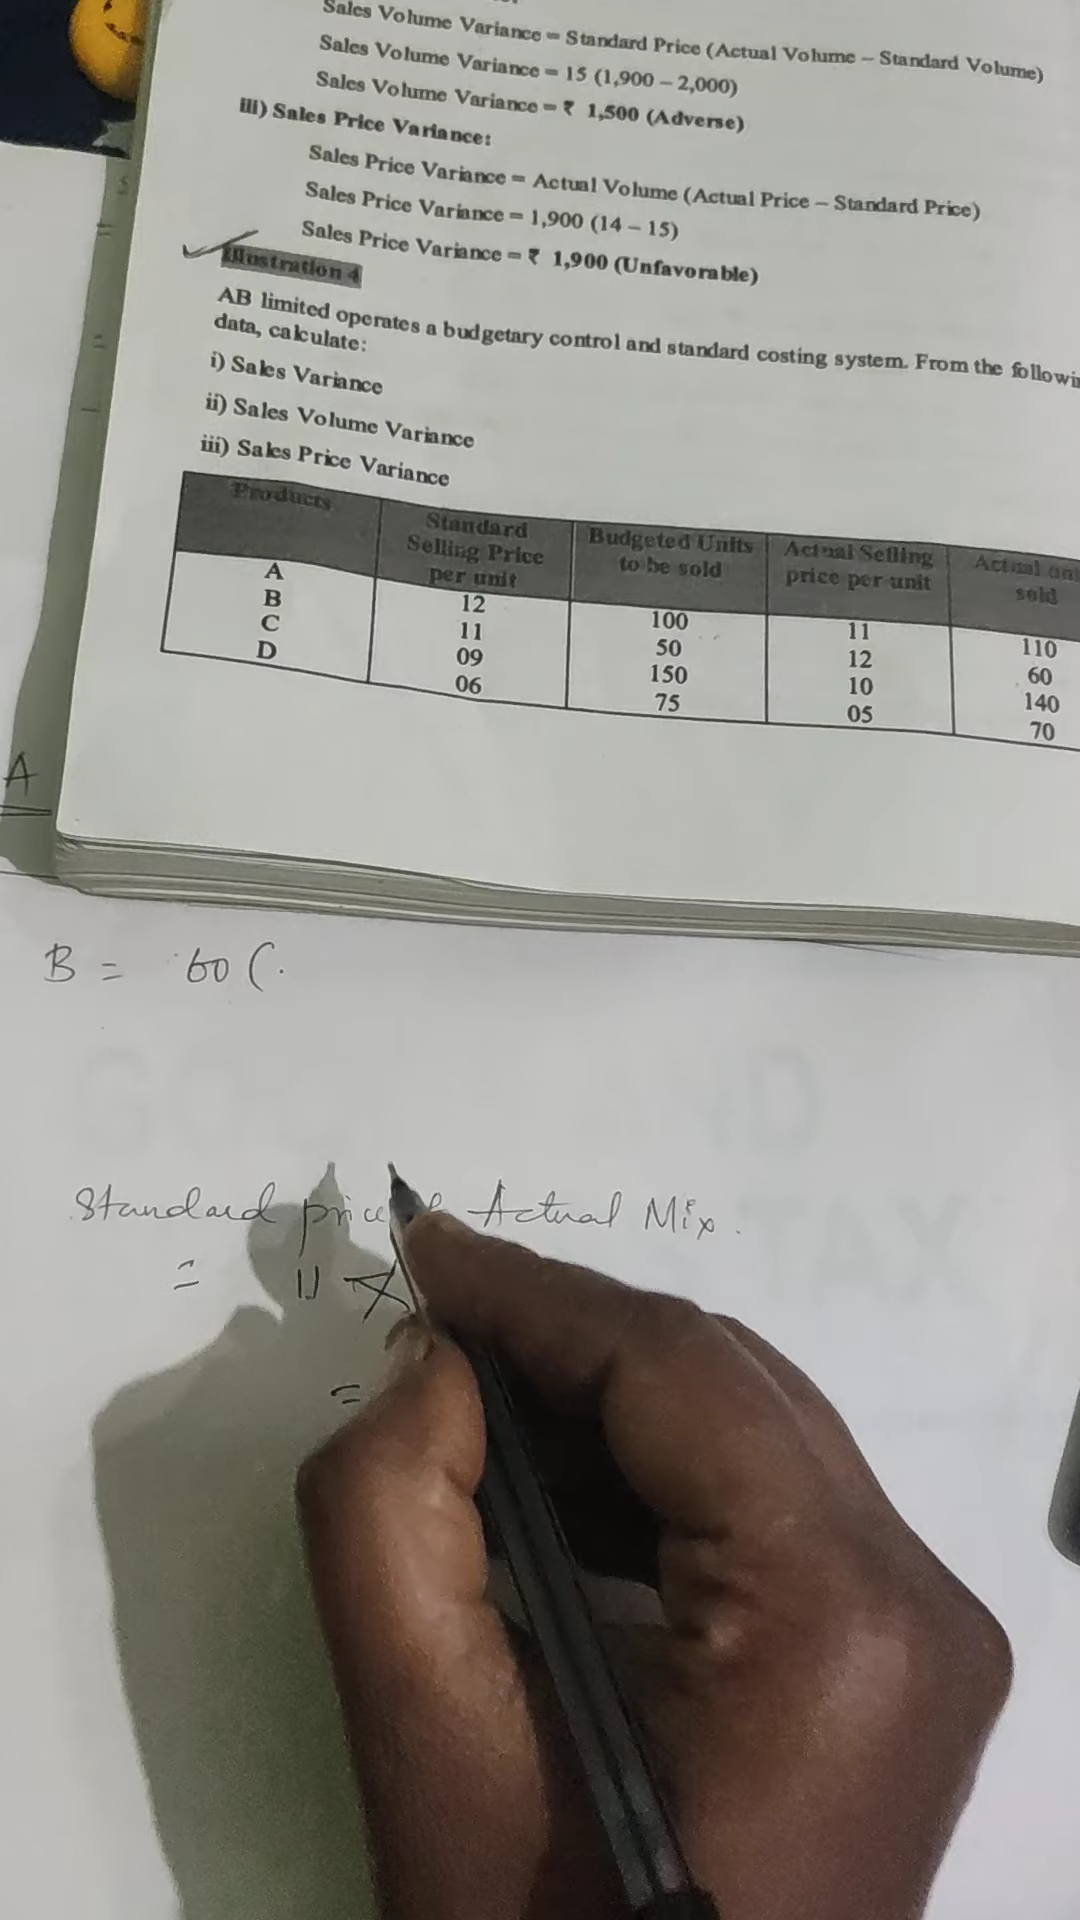 Sales Volume Variance = Standard Price (Actual Volume – Standard Volume)
Sales Volume Variance = 15 (1,900 – 2,000)
Sales Volume Variance = ₹ 1,500 (Adverse)
iii) Sales Price Variance:
Sales Price Variance = Actual Volume (Actual Price – Standard Price)
Sales Price Variance = 1,900 (14 – 15)
Sales Price Variance = ₹ 1,900 (Unfavorable)
Illustration 4
AB limited operates a budgetary control and standard costing system. From the
data, calculate:
i) Sales Variance
ii) Sales Volume Variance
iii) Sales Price Variance
Products Standard Selling Price per unit Budgeted Units to be sold Actual Selling price per unit Actual sold
A 12 100 11 110
B 11 50 12 60
C 09 150 10 140
D 06 75 05 70
A
B = 60 (
Standard price Actual Mix.
= 11 ×
=